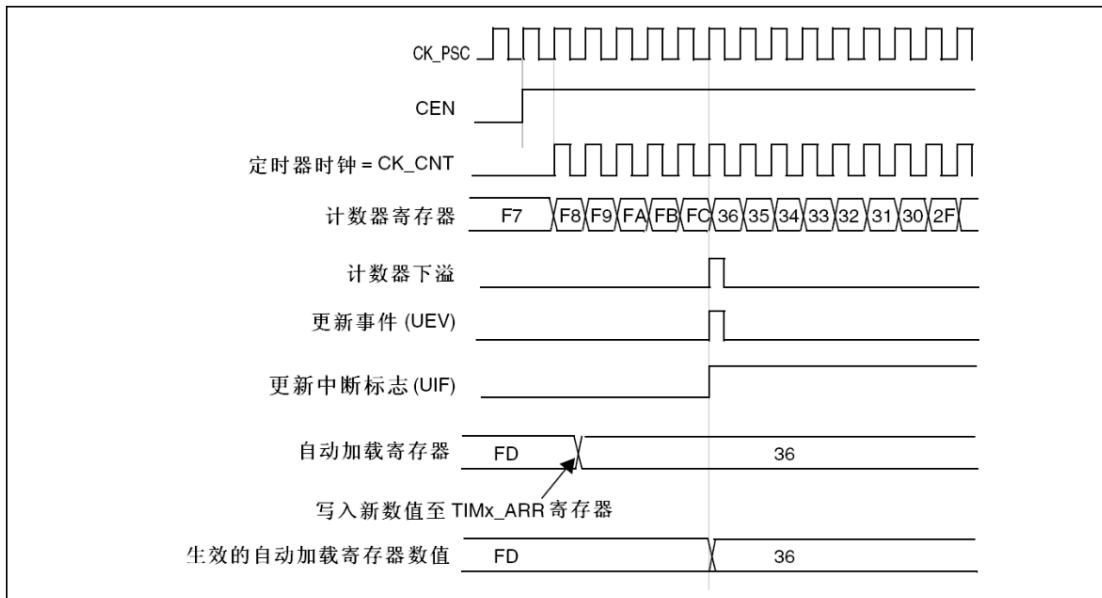 CK_PSC
CEN
定时器时钟 = CK_CNT
计数器寄存器 F7 F8 F9 FA FB FC 36 35 34 33 32 31 30 2F
计数器下溢
更新事件 (UEV)
更新中断标志 (UIF)
自动加载寄存器 FD 36
写入新数值至 TIMx_ARR 寄存器
生效的自动加载寄存器数值 FD 36